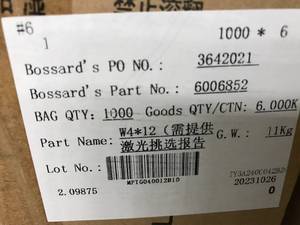 #6
1 1000 * 6
Bossard's PO NO.: 3642021
Bossard's Part No.: 6006852
BAG QTY: 1000 Goods QTY/CTN: 6.000K
Part Name: W4*12 (需提供激光挑选报告 G.W.: 11Kg
Lot No.:
MPTG040012B10
2.09875 20231026
0